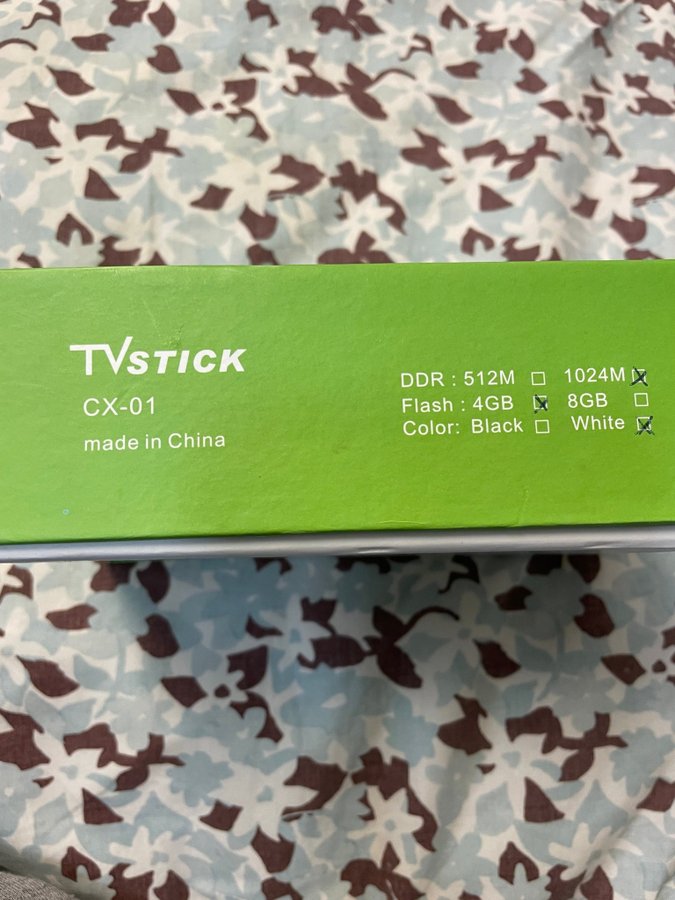 TVSTICK
CX-01
made in China
DDR : 512M ☐ 1024M ☒
Flash : 4GB ☒ 8GB ☐
Color: Black ☐ White ☒